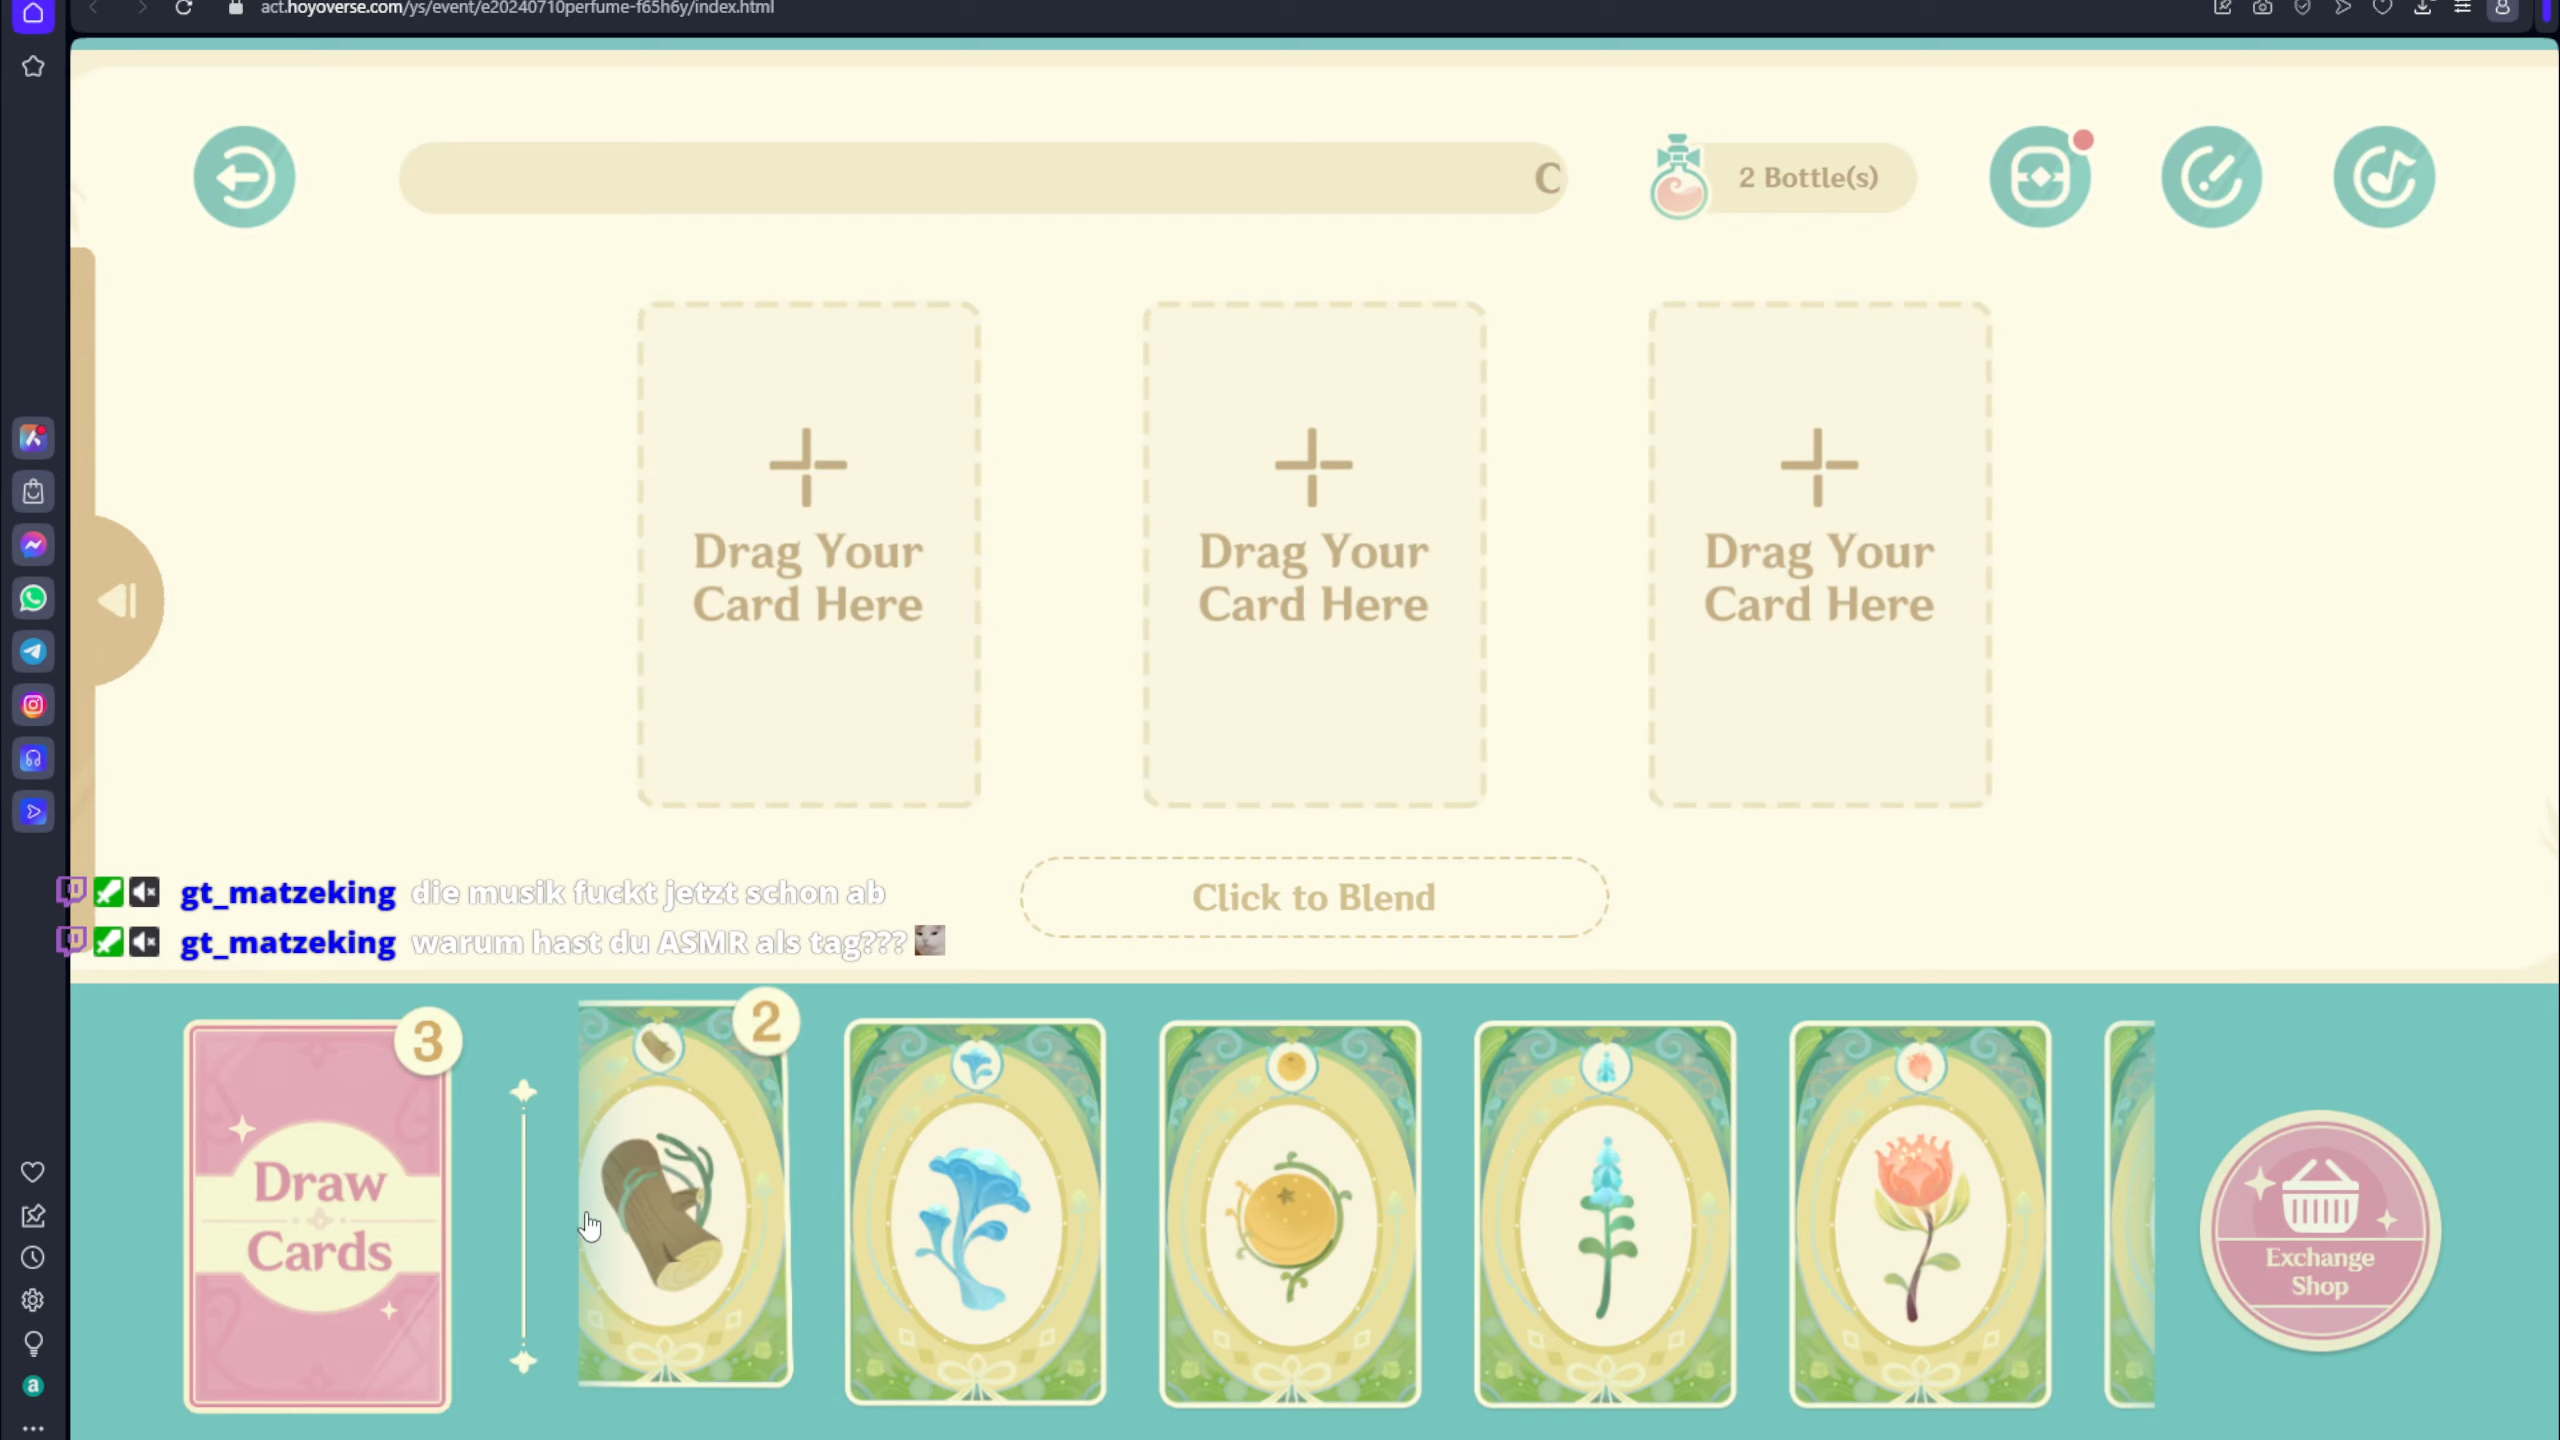 act.hoyoverse.com/ys/event/e20240710perfume-f65h6y/index.html
C
2 Bottle(s)
Drag Your
Card Here
Drag Your
Card Here
Drag Your
Card Here
gt_matzeking die musik fuckt jetzt schon ab
Click to Blend
gt_matzeking warum hast du ASMR als tag???
3
Draw
Cards
2
Exchange
Shop
a